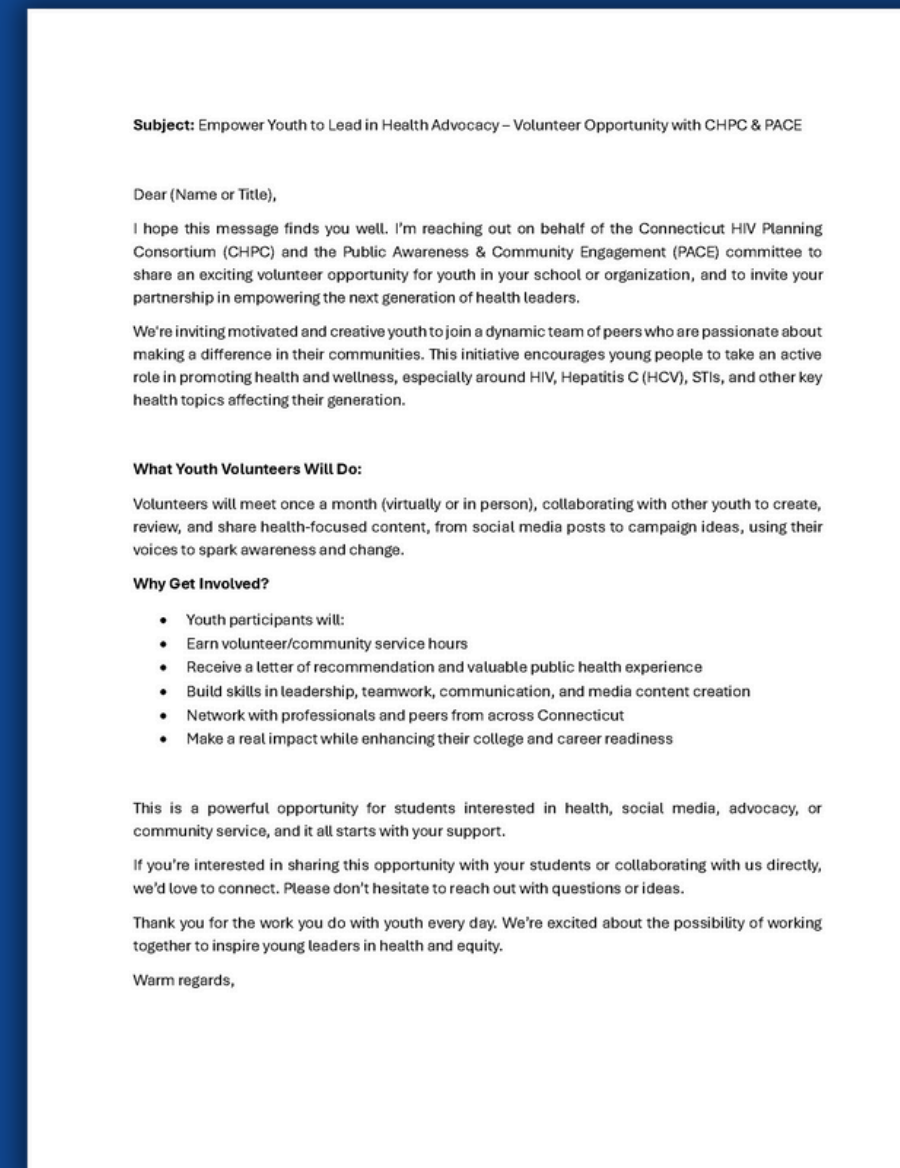 Subject: Empower Youth to Lead in Health Advocacy – Volunteer Opportunity with CHPC & PACE
Dear (Name or Title),
I hope this message finds you well. I'm reaching out on behalf of the Connecticut HIV Planning
Consortium (CHPC) and the Public Awareness & Community Engagement (PACE) committee to
share an exciting volunteer opportunity for youth in your school or organization, and to invite your
partnership in empowering the next generation of health leaders.
We're inviting motivated and creative youth to join a dynamic team of peers who are passionate about
making a difference in their communities. This initiative encourages young people to take an active
role in promoting health and wellness, especially around HIV, Hepatitis C (HCV), STIs, and other key
health topics affecting their generation.
What Youth Volunteers Will Do:
Volunteers will meet once a month (virtually or in person), collaborating with other youth to create,
review, and share health-focused content, from social media posts to campaign ideas, using their
voices to spark awareness and change.
Why Get Involved?
• Youth participants will:
• Earn volunteer/community service hours
• Receive a letter of recommendation and valuable public health experience
• Build skills in leadership, teamwork, communication, and media content creation
• Network with professionals and peers from across Connecticut
• Make a real impact while enhancing their college and career readiness
This is a powerful opportunity for students interested in health, social media, advocacy, or
community service, and it all starts with your support.
If you're interested in sharing this opportunity with your students or collaborating with us directly,
we'd love to connect. Please don't hesitate to reach out with questions or ideas.
Thank you for the work you do with youth every day. We're excited about the possibility of working
together to inspire young leaders in health and equity.
Warm regards,